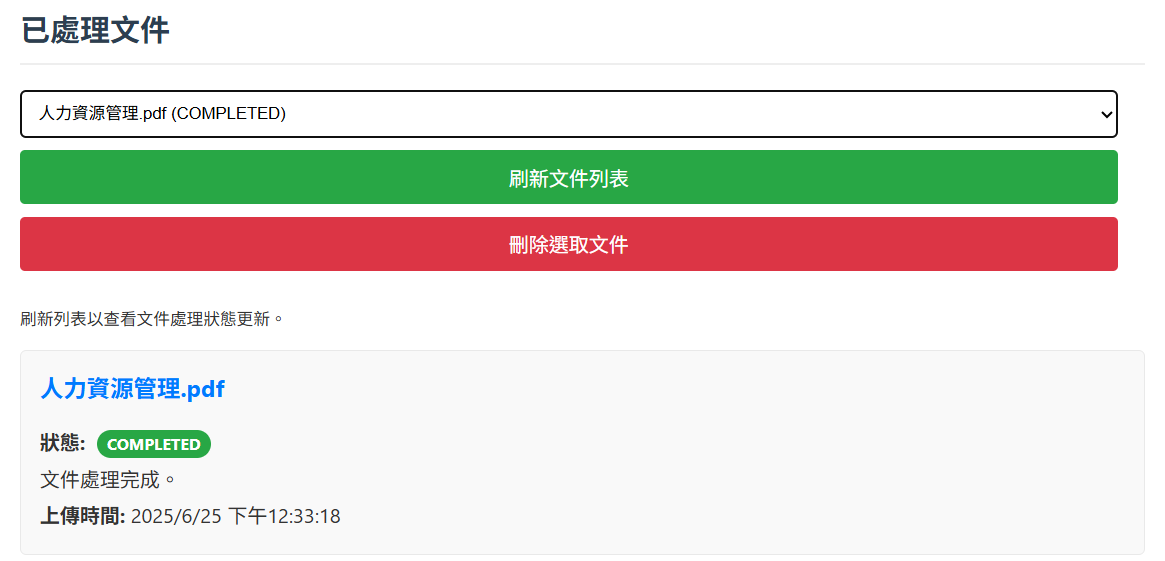 已處理文件
人力資源管理.pdf (COMPLETED)
刷新文件列表
刪除選取文件
刷新列表以查看文件處理狀態更新。
人力資源管理.pdf
狀態: COMPLETED
文件處理完成。
上傳時間: 2025/6/25 下午12:33:18